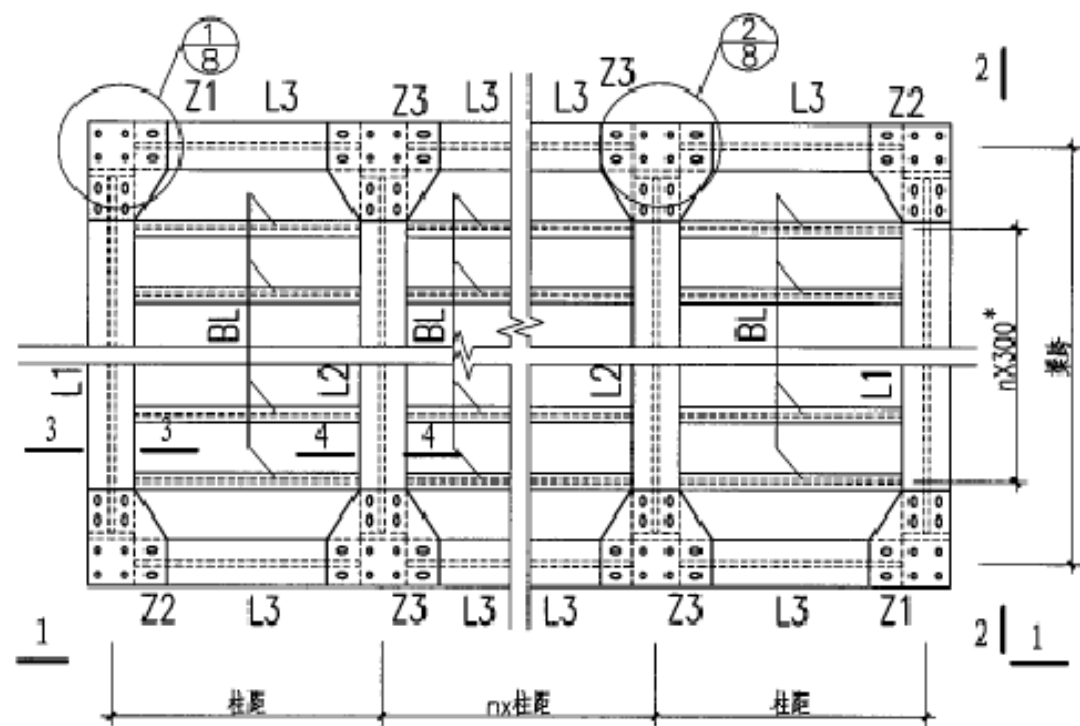 1
8
2
8
Z1 L3 Z3 L3 L3 Z3 L3 Z2
2
BL BL BL
L1 L2 L2 L1
nX300*
梁跨
3 3 4 4
Z2 L3 Z3 L3 L3 Z3 L3 Z1
1 2 1
柱距 nx柱距 柱距